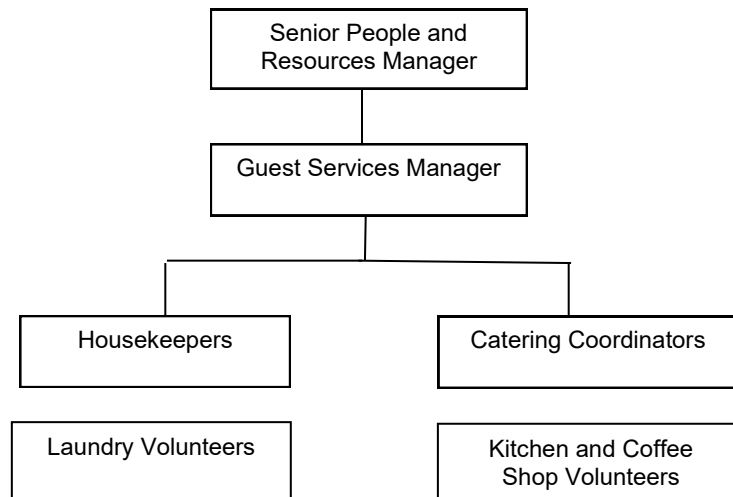 Senior People and
Resources Manager
Guest Services Manager
Housekeepers
Catering Coordinators
Laundry Volunteers
Kitchen and Coffee
Shop Volunteers